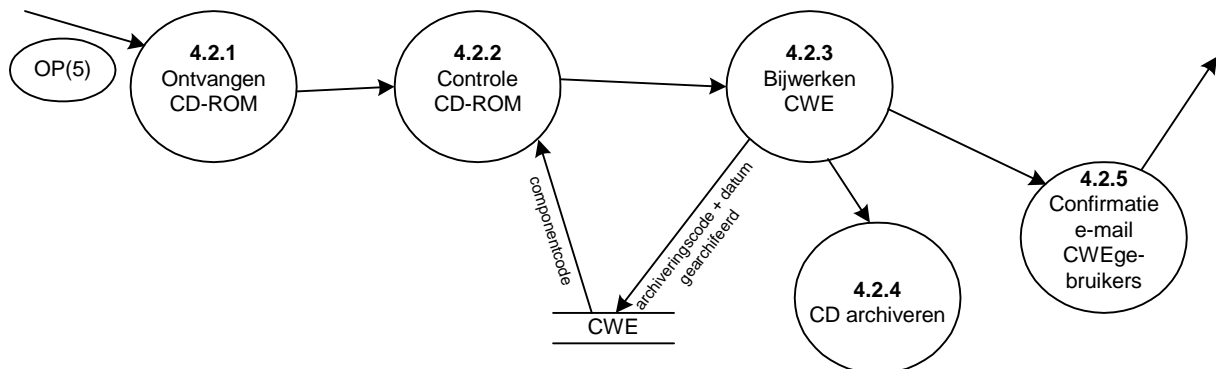 OP(5)
4.2.1
Ontvangen
CD-ROM
4.2.2
Controle
CD-ROM
4.2.3
Bijwerken
CWE
componentcode
archiveringscode + datum
gearchifeerd
CWE
4.2.4
CD archiveren
4.2.5
Confirmatie
e-mail
CWEge-
bruikers